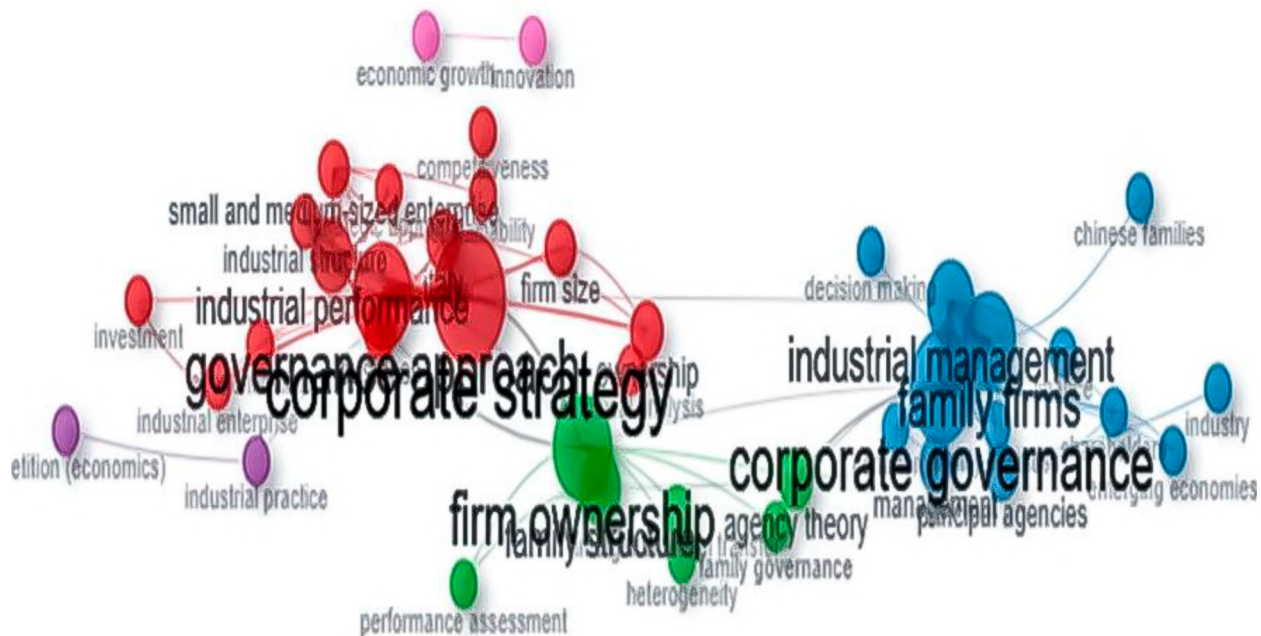 economic growth
innovation
competitiveness
small and medium-sized enterprise
industrial structure
industrial performance
firm size
investment
governance approach
corporate strategy
industrial enterprise
etition (economics)
industrial practice
chinese families
decision making
industrial management
family firms
industry
corporate governance
emerging economies
management
principal agencies
firm ownership
agency theory
family structure
family governance
heterogeneity
performance assessment